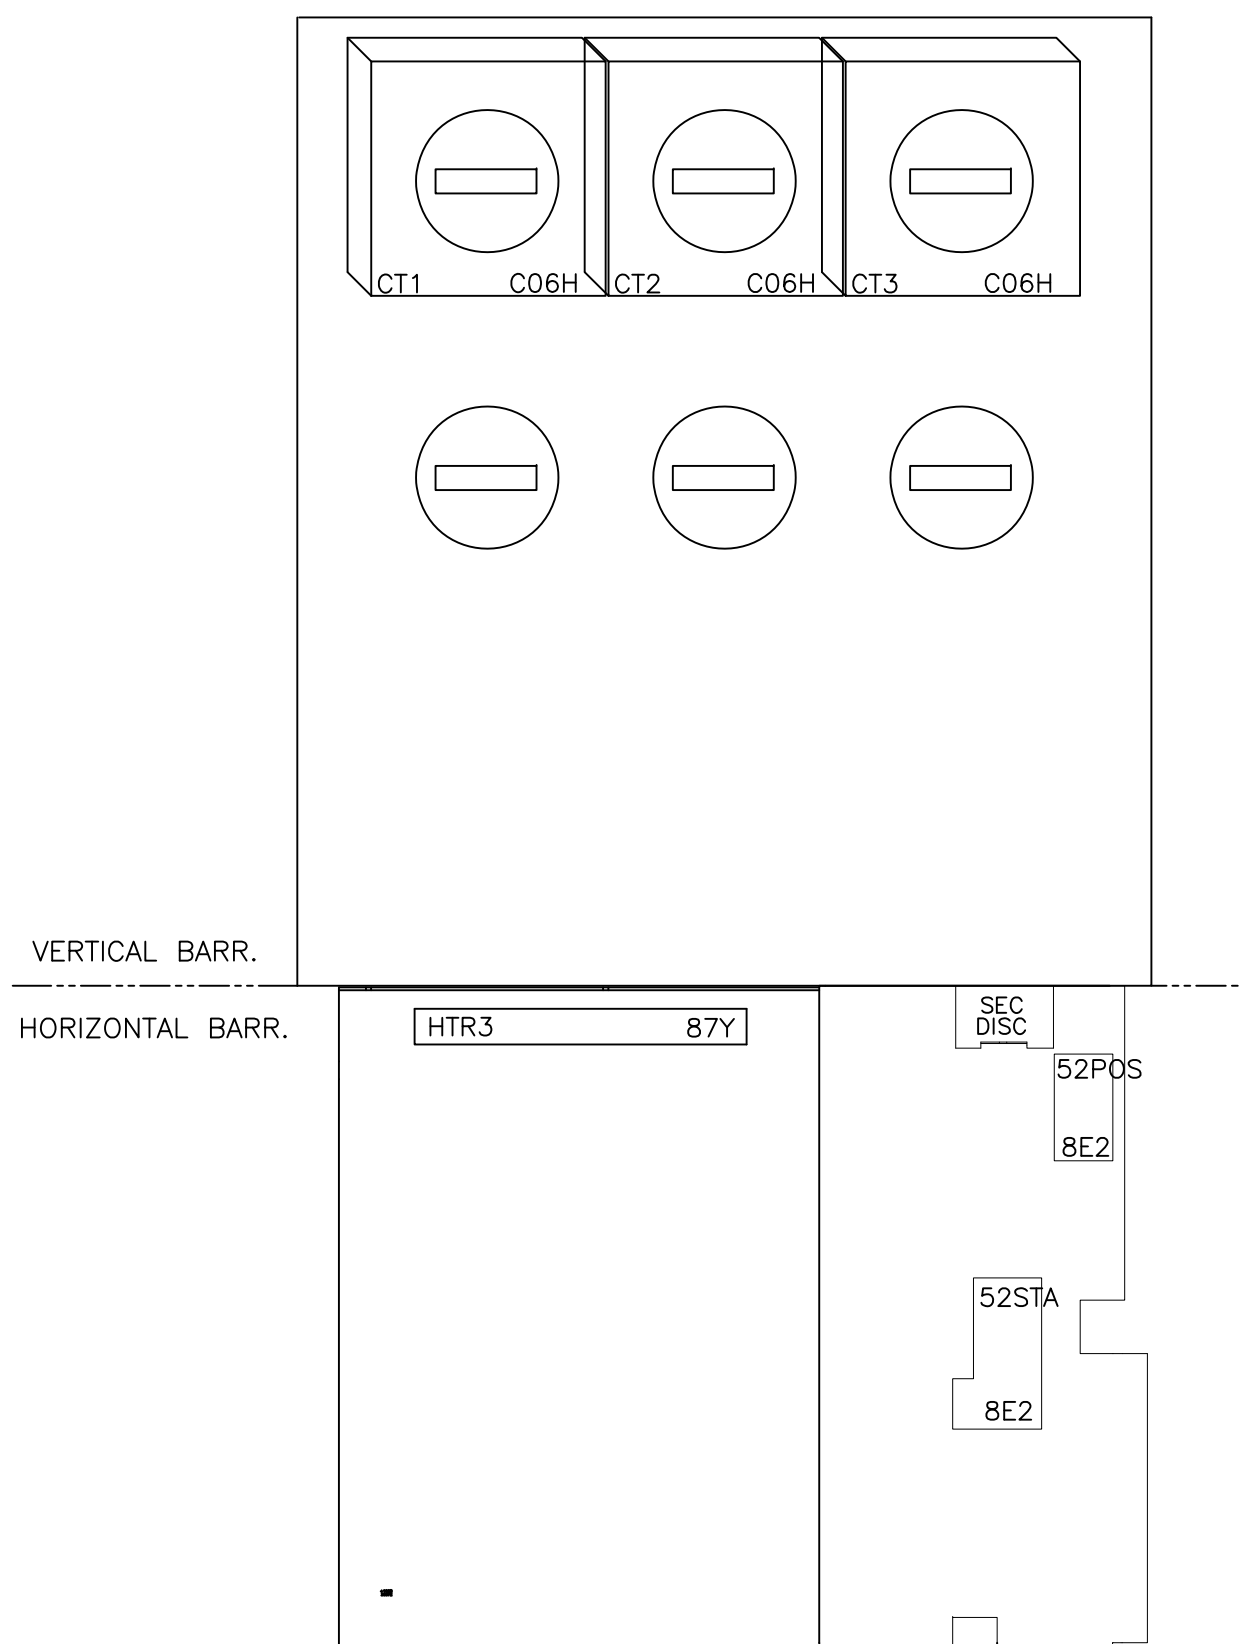 CT1 C06H CT2 C06H CT3 C06H
VERTICAL BARR.
HORIZONTAL BARR.
HTR3 87Y
SEC
DISC
52POS
8E2
52STA
8E2